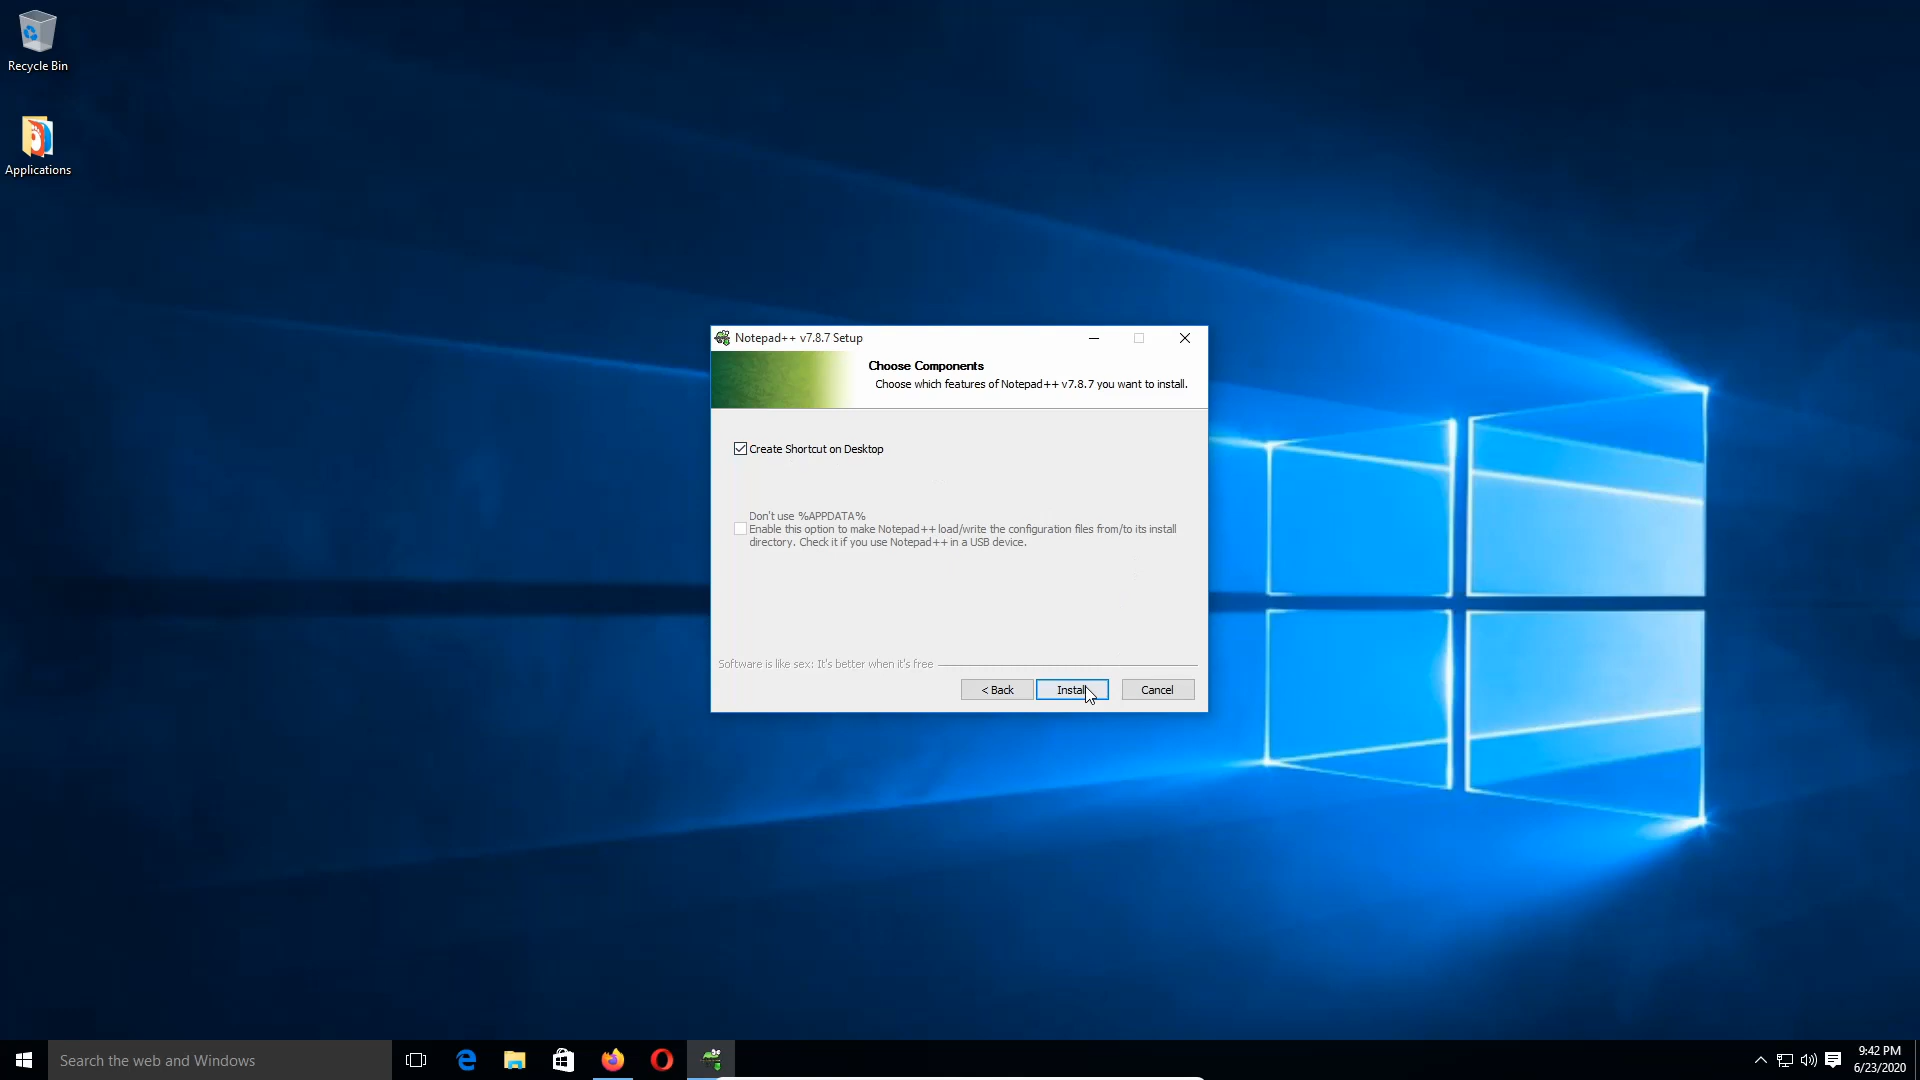 Recycle Bin
Applications
Notepad++ v7.8.7 Setup
Choose Components
Choose which features of Notepad++ v7.8.7 you want to install.
Create Shortcut on Desktop
Don't use %APPDATA%
Enable this option to make Notepad++ load/write the configuration files from/to its install
directory. Check it if you use Notepad++ in a USB device.
Software is like sex: It's better when it's free
< Back
Install
Cancel
Search the web and Windows
9:42 PM
6/23/2020